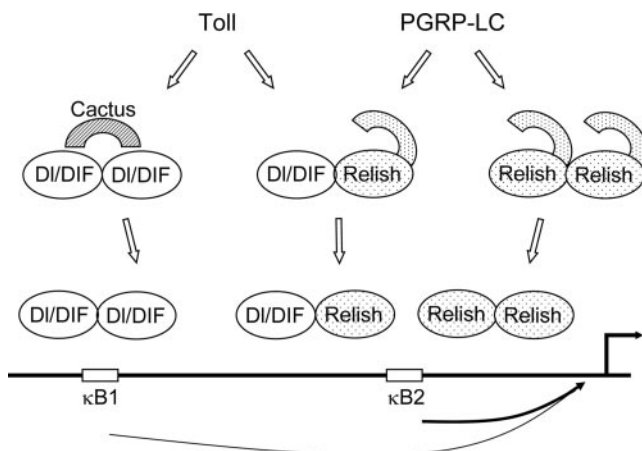 Toll PGRP-LC
Cactus
Dl/DIF Dl/DIF Dl/DIF Relish Relish Relish
Dl/DIF Dl/DIF Dl/DIF Relish Relish Relish
κB1 κB2